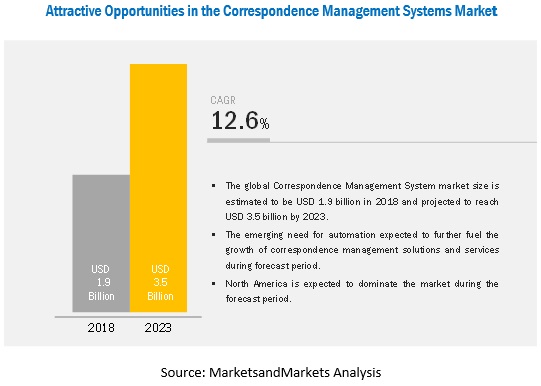 Attractive Opportunities in the Correspondence Management Systems Market
CAGR
12.6%
The global Correspondence Management System market size is
estimated to be USD 1.9 billion in 2018 and projected to reach
USD 3.5 billion by 2023.
The emerging need for automation expected to further fuel the
growth of correspondence management solutions and services
during forecast period.
North America is expected to dominate the market during the
forecast period.
USD
1.9
Billion
USD
3.5
Billion
2018
2023
Source: MarketsandMarkets Analysis